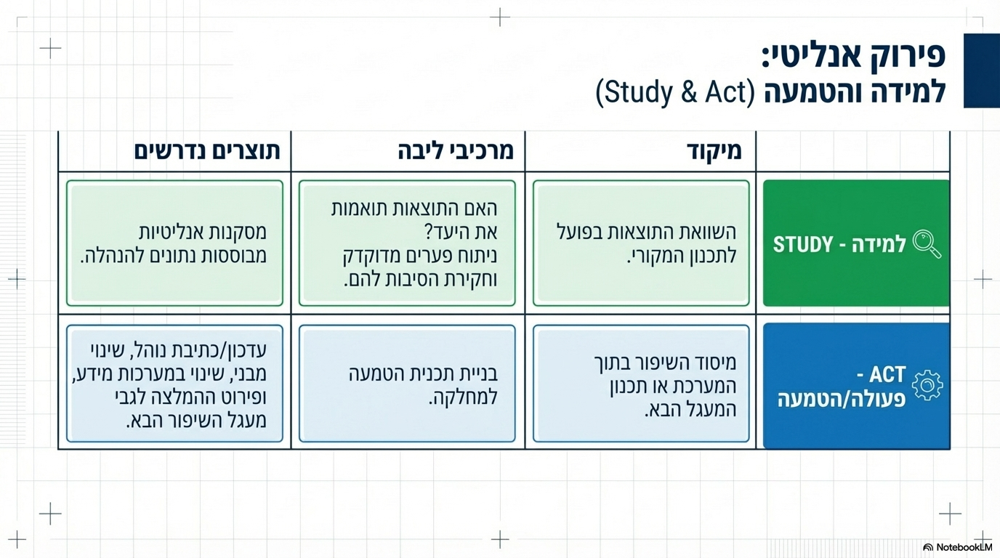 פירוק אנליטי:
למידה והטמעה (Study & Act)
מיקוד
מרכיבי ליבה
תוצרים נדרשים
למידה - STUDY
השוואת התוצאות בפועל
לתכנון המקורי.
האם התוצאות תואמות
את היעד?
ניתוח פערים מדוקדק
וחקירת הסיבות להם.
מסקנות אנליטיות
מבוססות נתונים להנהלה.
ACT -
פעולה/הטמעה
מיסוד השיפור בתוך
המערכת או תכנון
המעגל הבא.
בניית תכנית הטמעה
למחלקה.
עדכון/כתיבת נוהל, שינוי
מבני, שינוי במערכות מידע,
ופירוט ההמלצה לגבי
מעגל השיפור הבא.
NotebookLM